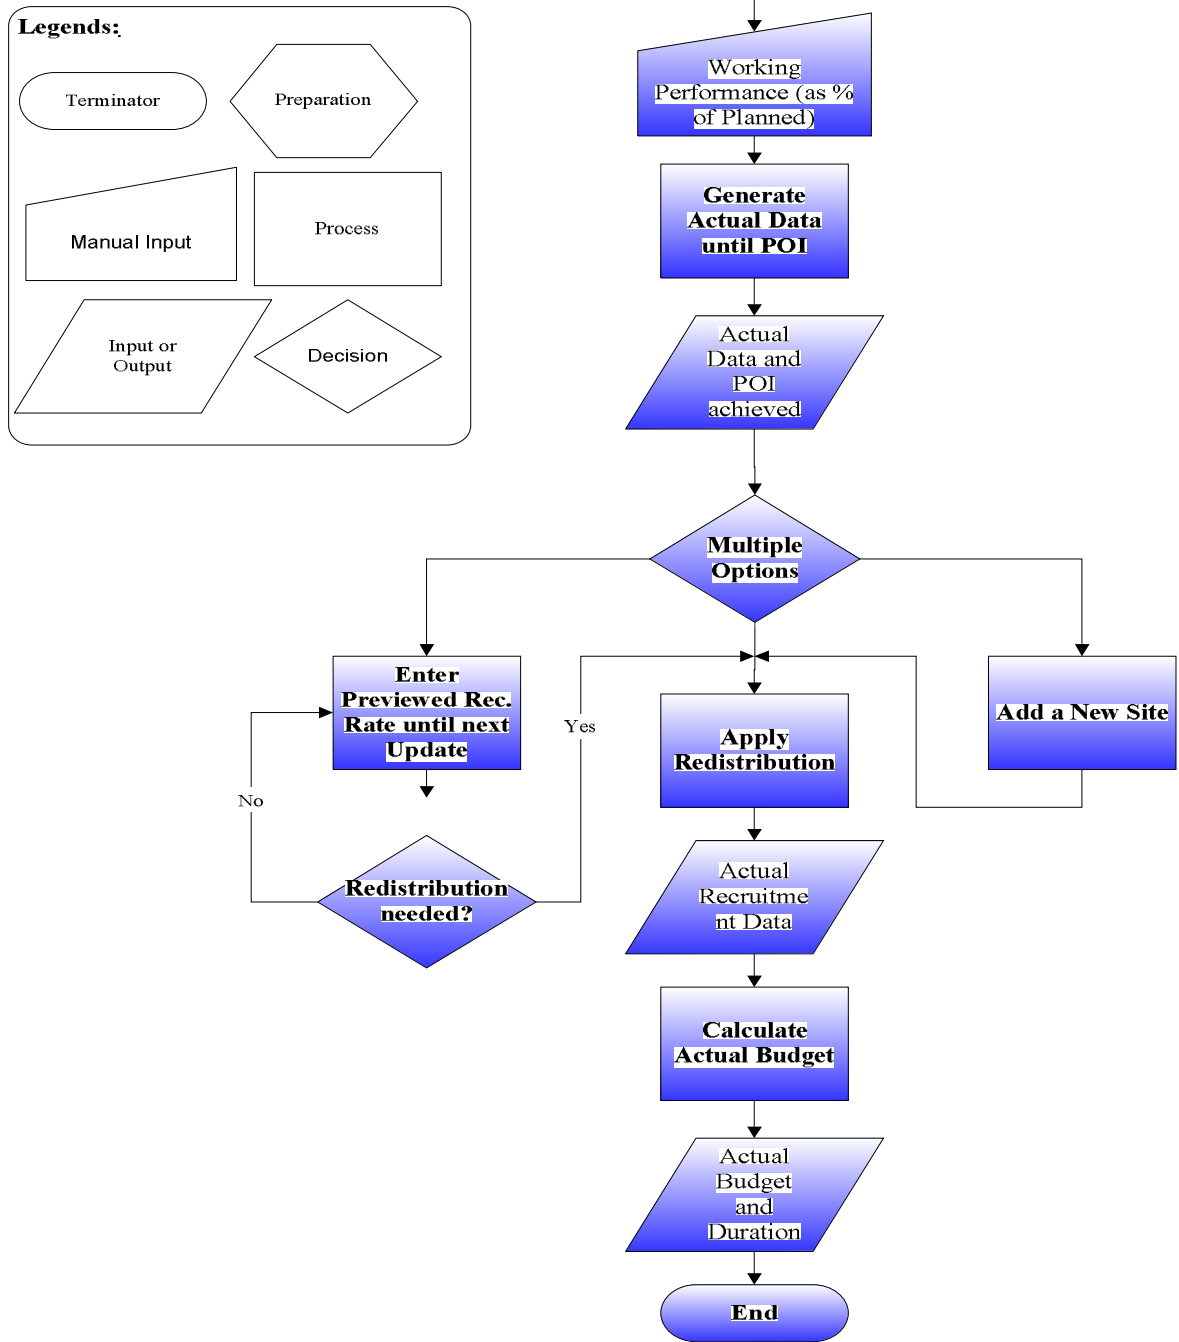 Legends:
Terminator
Preparation
Manual Input
Process
Input or
Output
Decision
Working
Performance (as %
of Planned)
Generate
Actual Data
until POI
Actual
Data and
POI
achieved
Multiple
Options
Enter
Previewed Rec.
Rate until next
Update
Yes
Apply
Redistribution
Add a New Site
No
Redistribution
needed?
Actual
Recruitme
nt Data
Calculate
Actual Budget
Actual
Budget
and
Duration
End